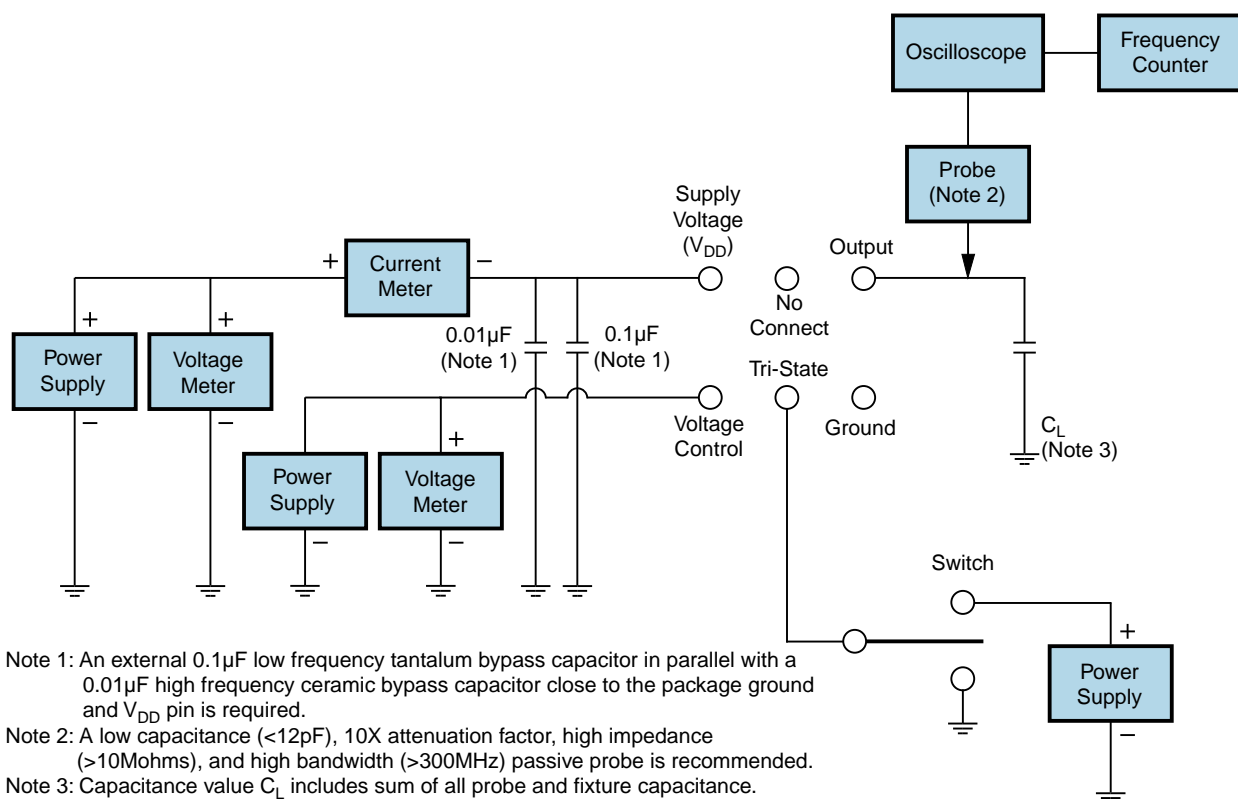 Oscilloscope
Frequency
Counter
Probe
(Note 2)
Supply
Voltage
(VDD)
Output
+
Current
Meter
−
No
Connect
0.01µF
(Note 1)
0.1µF
(Note 1)
+
Power
Supply
−
+
Voltage
Meter
−
Tri-State
Voltage
Control
Ground
CL
(Note 3)
Power
Supply
−
+
Voltage
Meter
−
Switch
+
Power
Supply
−
Note 1: An external 0.1µF low frequency tantalum bypass capacitor in parallel with a
0.01µF high frequency ceramic bypass capacitor close to the package ground
and VDD pin is required.
Note 2: A low capacitance (<12pF), 10X attenuation factor, high impedance
(>10Mohms), and high bandwidth (>300MHz) passive probe is recommended.
Note 3: Capacitance value CL includes sum of all probe and fixture capacitance.